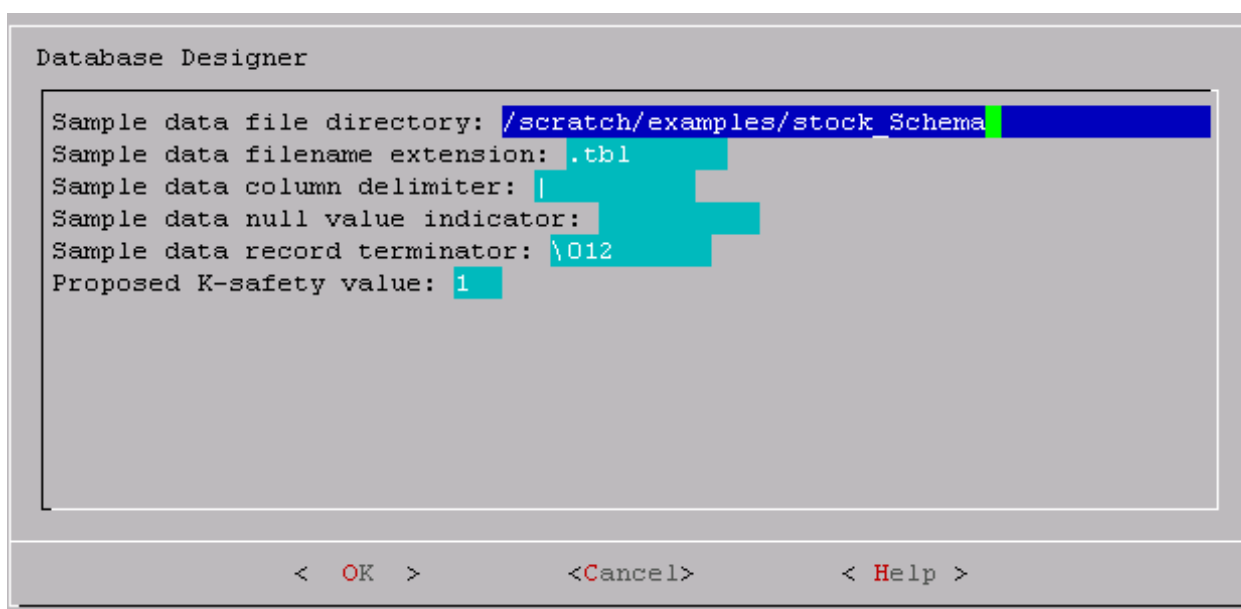 Database Designer
Sample data file directory: /scratch/examples/stock_Schema
Sample data filename extension: .tbl
Sample data column delimiter: |
Sample data null value indicator:
Sample data record terminator: \012
Proposed K-safety value: 1
< OK > <Cancel> < Help >